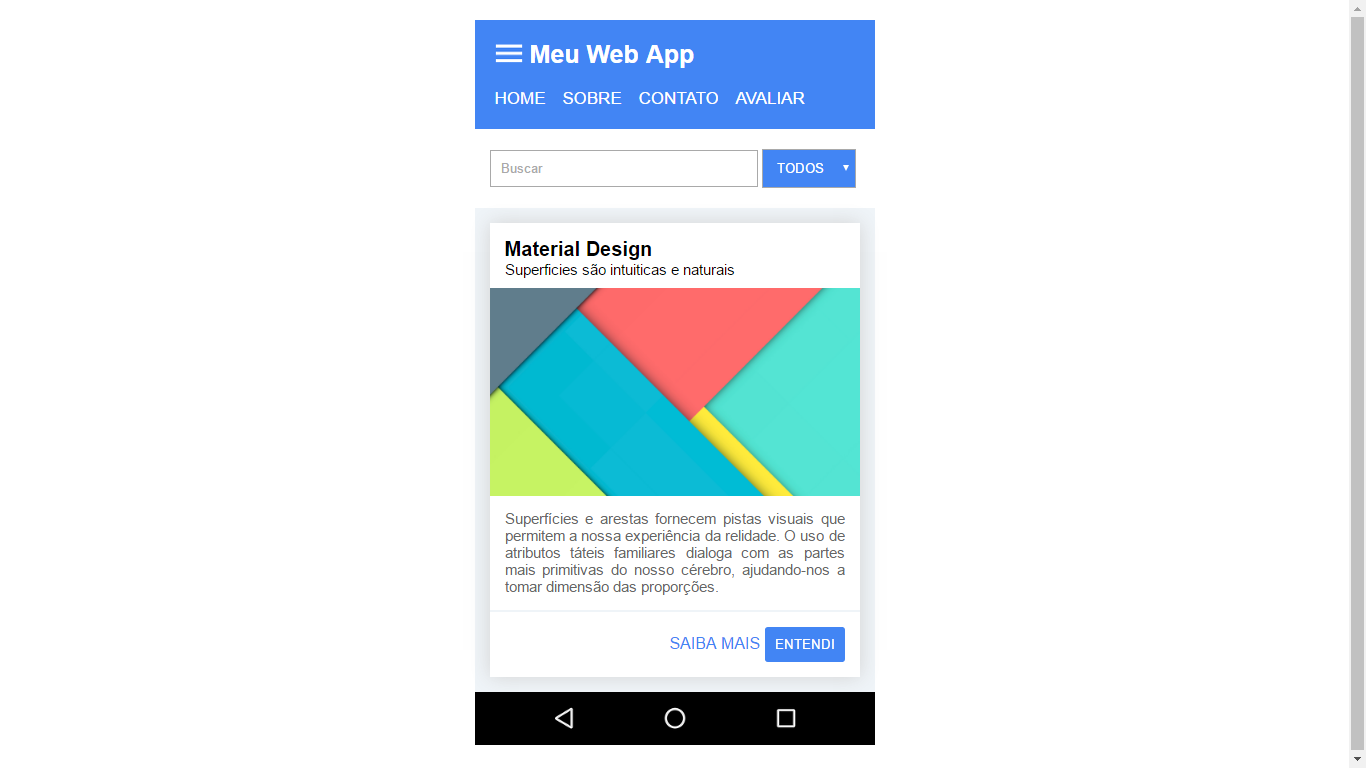 Meu Web App
HOME SOBRE CONTATO AVALIAR
Buscar TODOS
Material Design
Superficies são intuiticas e naturais
Superfícies e arestas fornecem pistas visuais que
permitem a nossa experiência da relidade. O uso de
atributos táteis familiares dialoga com as partes
mais primitivas do nosso cérebro, ajudando-nos a
tomar dimensão das proporções.
SAIBA MAIS ENTENDI